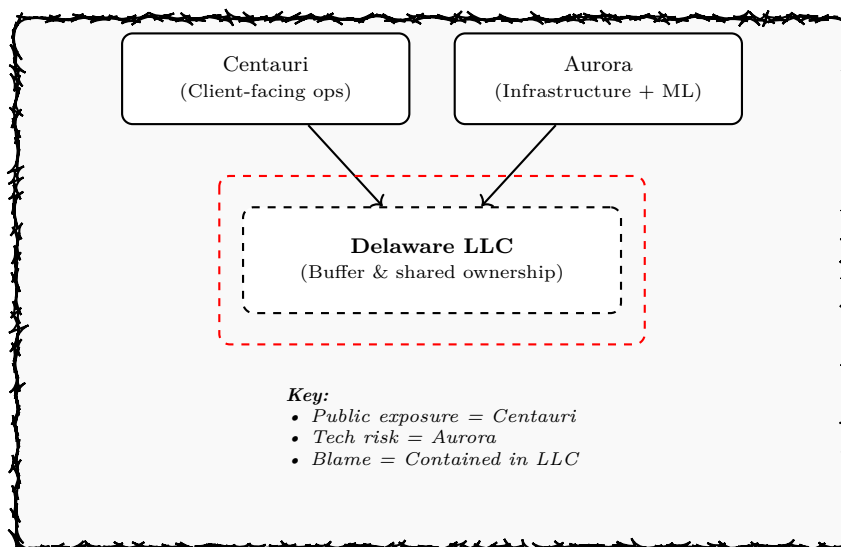 Centauri
(Client-facing ops)
Aurora
(Infrastructure + ML)
Delaware LLC
(Buffer & shared ownership)
Key:
• Public exposure = Centauri
• Tech risk = Aurora
• Blame = Contained in LLC